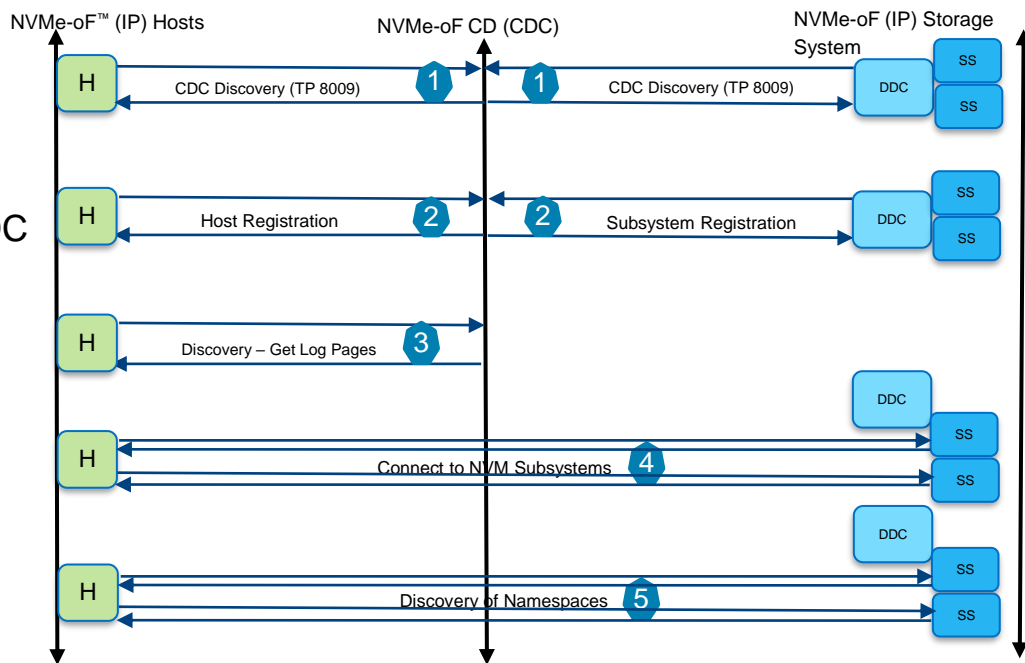 NVMe-oF™ (IP) Hosts
NVMe-oF CD (CDC)
NVMe-oF (IP) Storage
System
H
1
1
CDC Discovery (TP 8009)
CDC Discovery (TP 8009)
DDC
SS
SS
DC
H
2
2
Host Registration
Subsystem Registration
DDC
SS
SS
H
3
Discovery – Get Log Pages
DDC
H
4
Connect to NVM Subsystems
SS
SS
DDC
H
5
Discovery of Namespaces
SS
SS